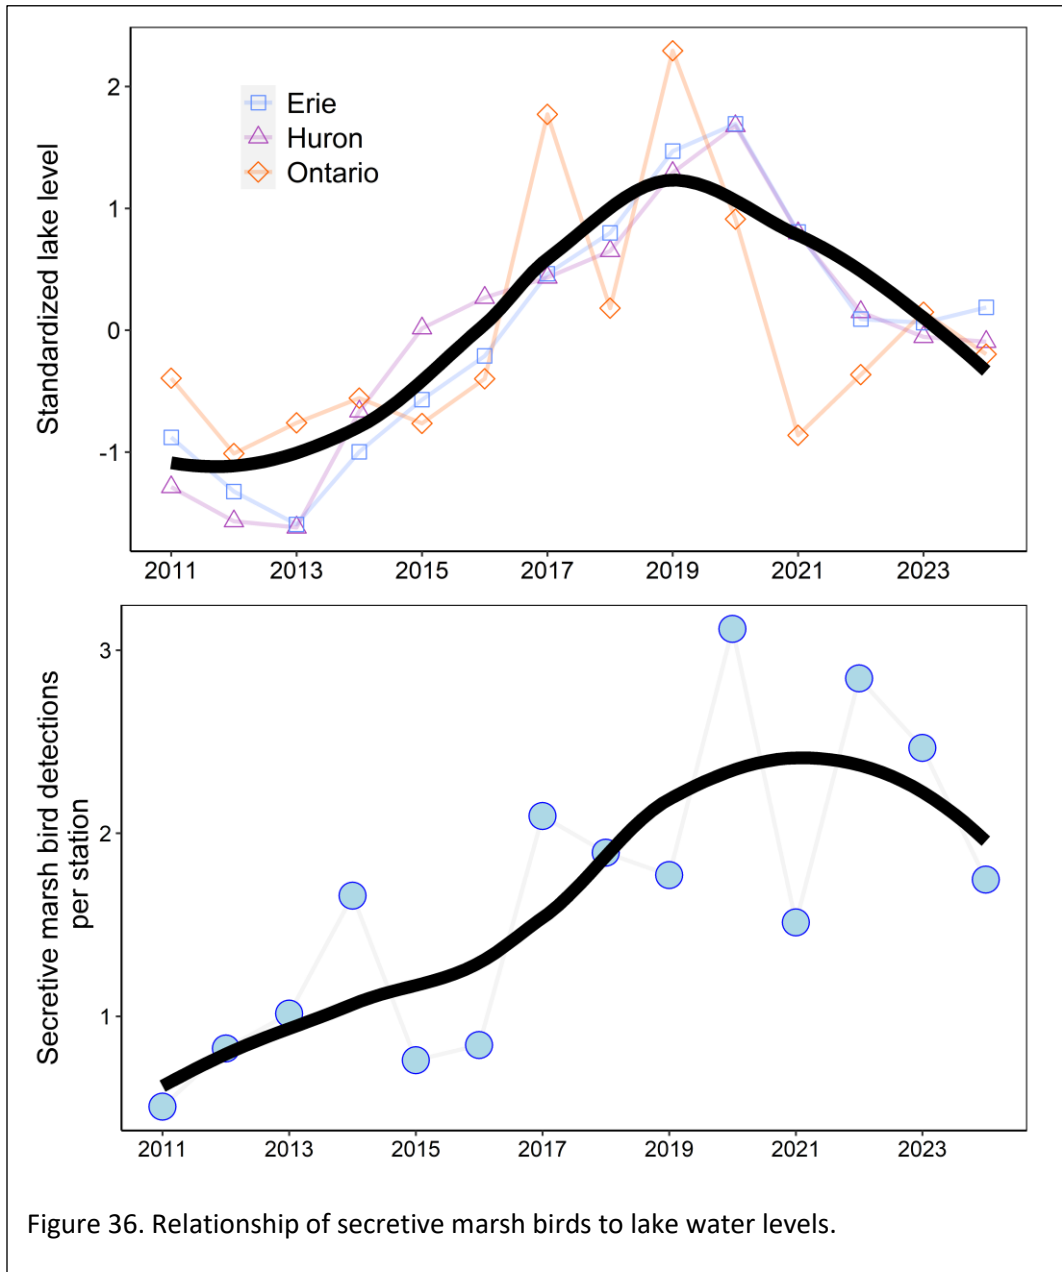 2
1
0
-1
Standardized lake level
Erie
Huron
Ontario
2011 2013 2015 2017 2019 2021 2023
3
2
1
Secretive marsh bird detections
per station
2011 2013 2015 2017 2019 2021 2023
Figure 36. Relationship of secretive marsh birds to lake water levels.